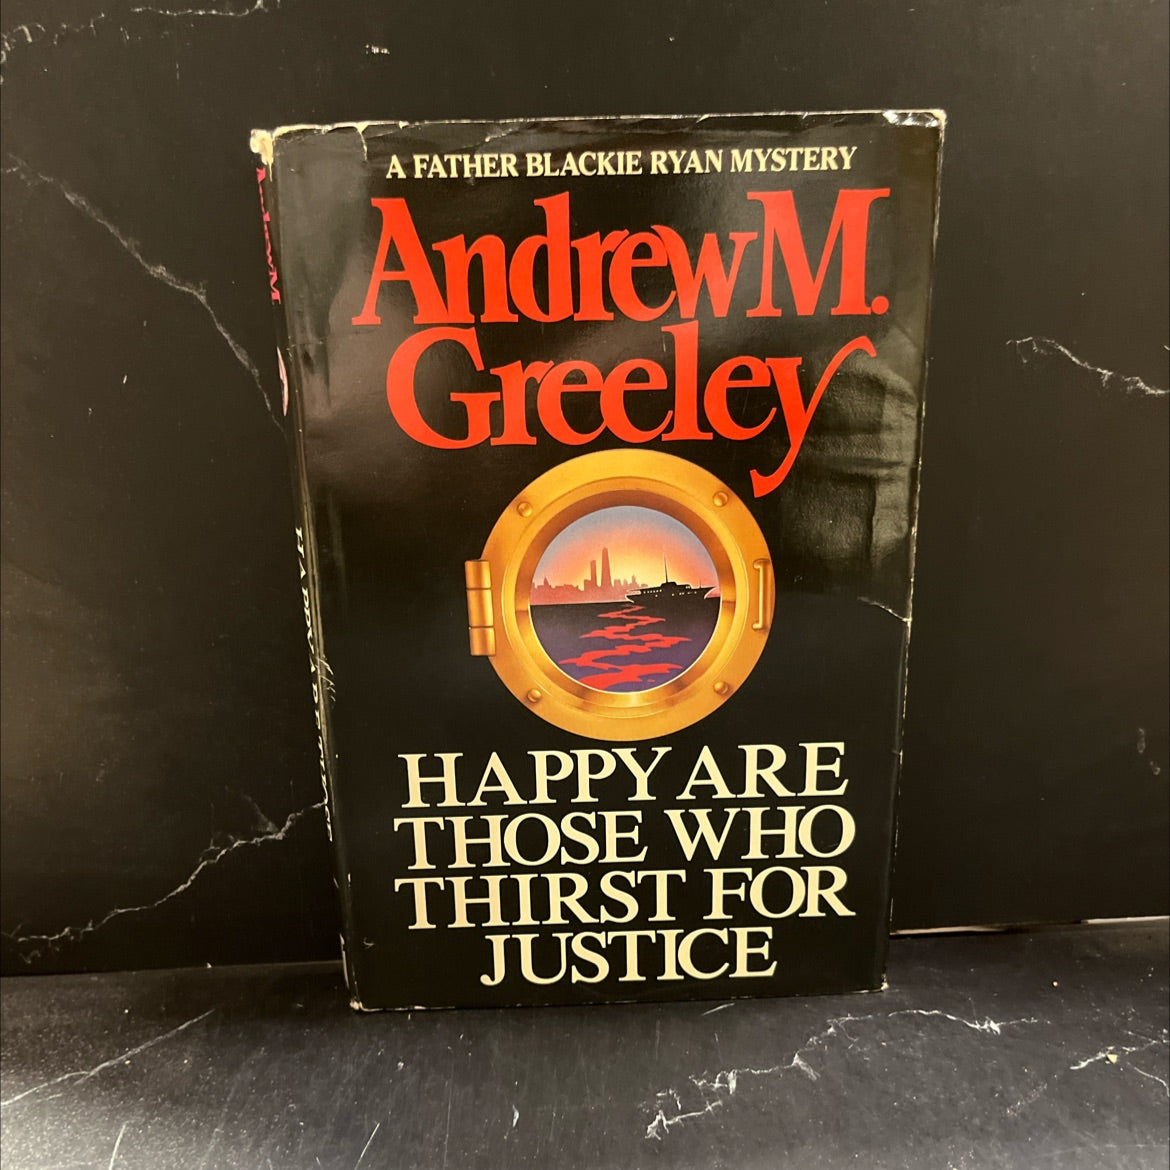 A FATHER BLACKIE RYAN MYSTERY
Andrew M.
Greeley
HAPPY ARE
THOSE WHO
THIRST FOR
JUSTICE